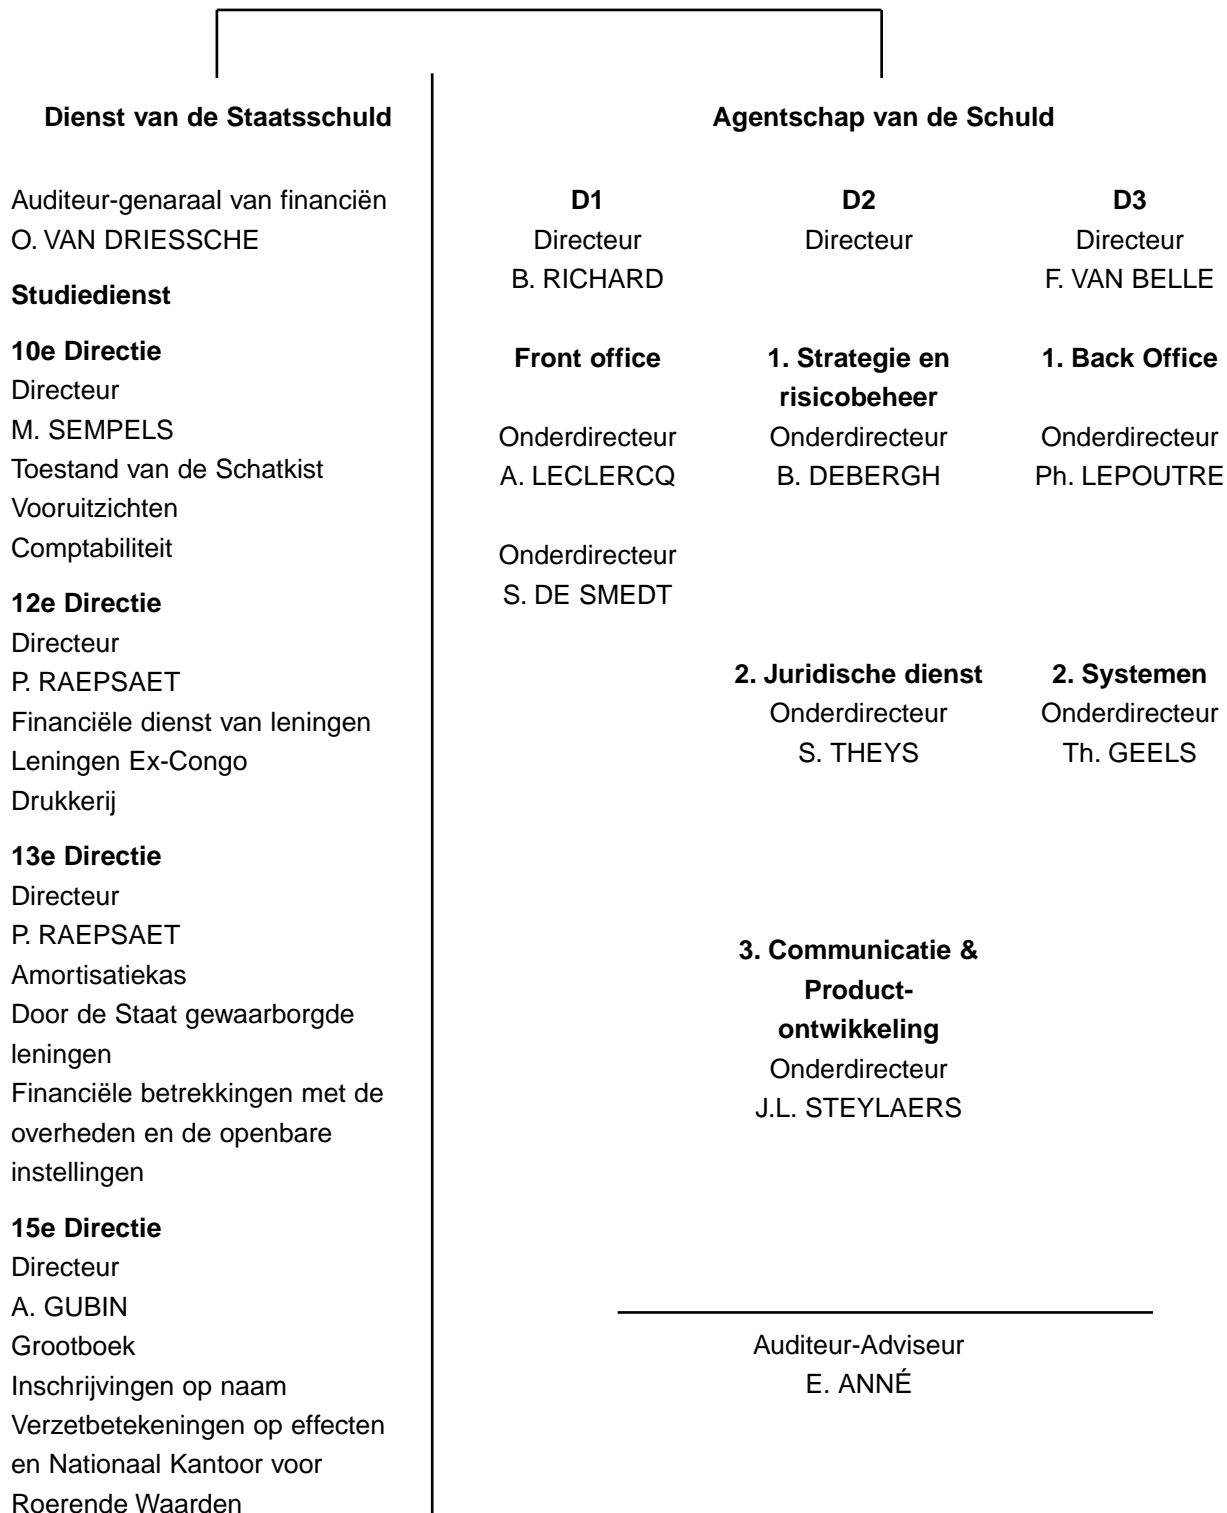 Dienst van de Staatsschuld
Auditeur-genaraal van financiën
O. VAN DRIESSCHE
Studiedienst
10e Directie
Directeur
M. SEMPELS
Toestand van de Schatkist
Vooruitzichten
Comptabiliteit
12e Directie
Directeur
P. RAEPSAET
Financiële dienst van leningen
Leningen Ex-Congo
Drukkerij
13e Directie
Directeur
P. RAEPSAET
Amortisatiekas
Door de Staat gewaarborgde
leningen
Financiële betrekkingen met de
overheden en de openbare
instellingen
15e Directie
Directeur
A. GUBIN
Grootboek
Inschrijvingen op naam
Verzetbetekeningen op effecten
en Nationaal Kantoor voor
Roerende Waarden
Agentschap van de Schuld
D1
Directeur
B. RICHARD
Front office
Onderdirecteur
A. LECLERCQ
Onderdirecteur
S. DE SMEDT
D2
Directeur
1. Strategie en
risicobeheer
Onderdirecteur
B. DEBERGH
2. Juridische dienst
Onderdirecteur
S. THEYS
3. Communicatie &
Product-
ontwikkeling
Onderdirecteur
J.L. STEYLAERS
D3
Directeur
F. VAN BELLE
1. Back Office
Onderdirecteur
Ph. LEPOUTRE
2. Systemen
Onderdirecteur
Th. GEELS
Auditeur-Adviseur
E. ANNÉ